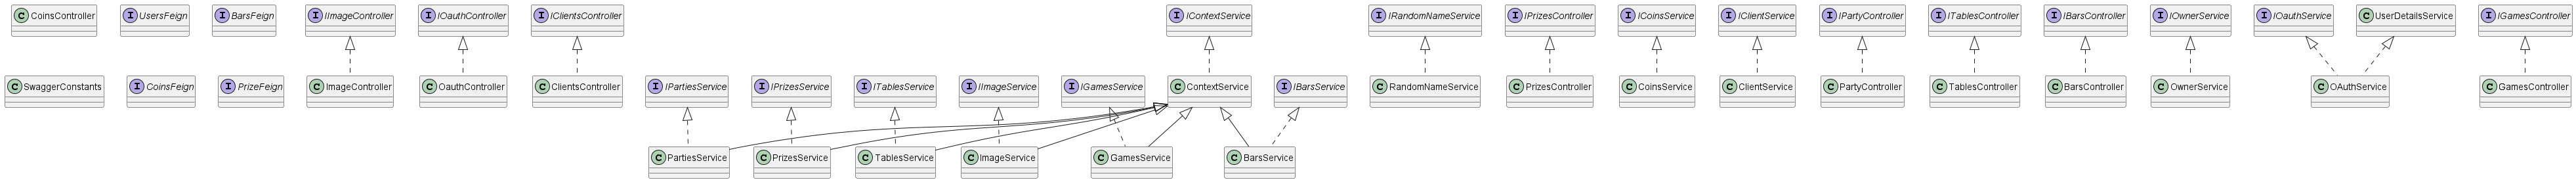 C CoinsController
I UsersFeign
I BarsFeign
I IImageController
I IOauthController
I IClientsController
I IContextService
I IRandomNameService
I IPrizesController
I ICoinsService
I IClientService
I IPartyController
I ITablesController
I IBarsController
I IOwnerService
I IOauthService
C UserDetailsService
I IGamesController
C SwaggerConstants
I CoinsFeign
I PrizeFeign
C ImageController
C OauthController
C ClientsController
I IPartiesService
I IPrizesService
I ITablesService
I IImageService
I IGamesService
C ContextService
I IBarsService
C RandomNameService
C PrizesController
C CoinsService
C ClientService
C PartyController
C TablesController
C BarsController
C OwnerService
C OAuthService
C GamesController
C PartiesService
C PrizesService
C TablesService
C ImageService
C GamesService
C BarsService